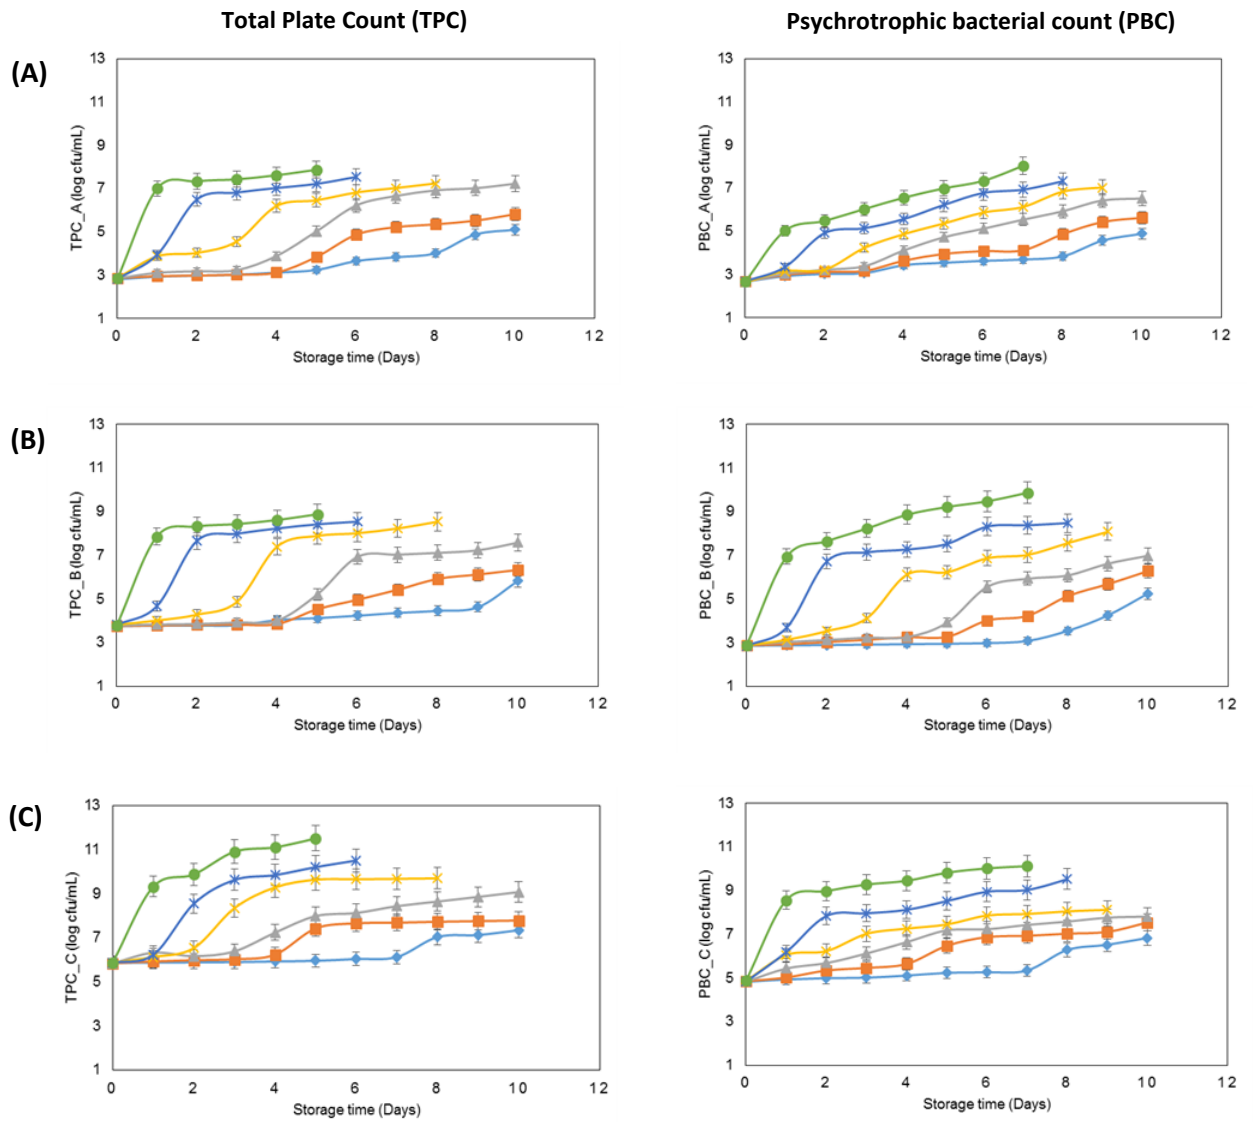 Total Plate Count (TPC)
Psychrotrophic bacterial count (PBC)
(A)
TPC_A (log cfu/mL)
13
11
9
7
5
3
1
0 2 4 6 8 10 12
Storage time (Days)
PBC_A (log cfu/mL)
13
11
9
7
5
3
1
0 2 4 6 8 10 12
Storage time (Days)
(B)
TPC_B (log cfu/mL)
13
11
9
7
5
3
1
0 2 4 6 8 10 12
Storage time (Days)
PBC_B (log cfu/mL)
13
11
9
7
5
3
1
0 2 4 6 8 10 12
Storage time (Days)
(C)
TPC_C (log cfu/mL)
13
11
9
7
5
3
1
0 2 4 6 8 10 12
Storage time (Days)
PBC_C (log cfu/mL)
13
11
9
7
5
3
1
0 2 4 6 8 10 12
Storage time (Days)